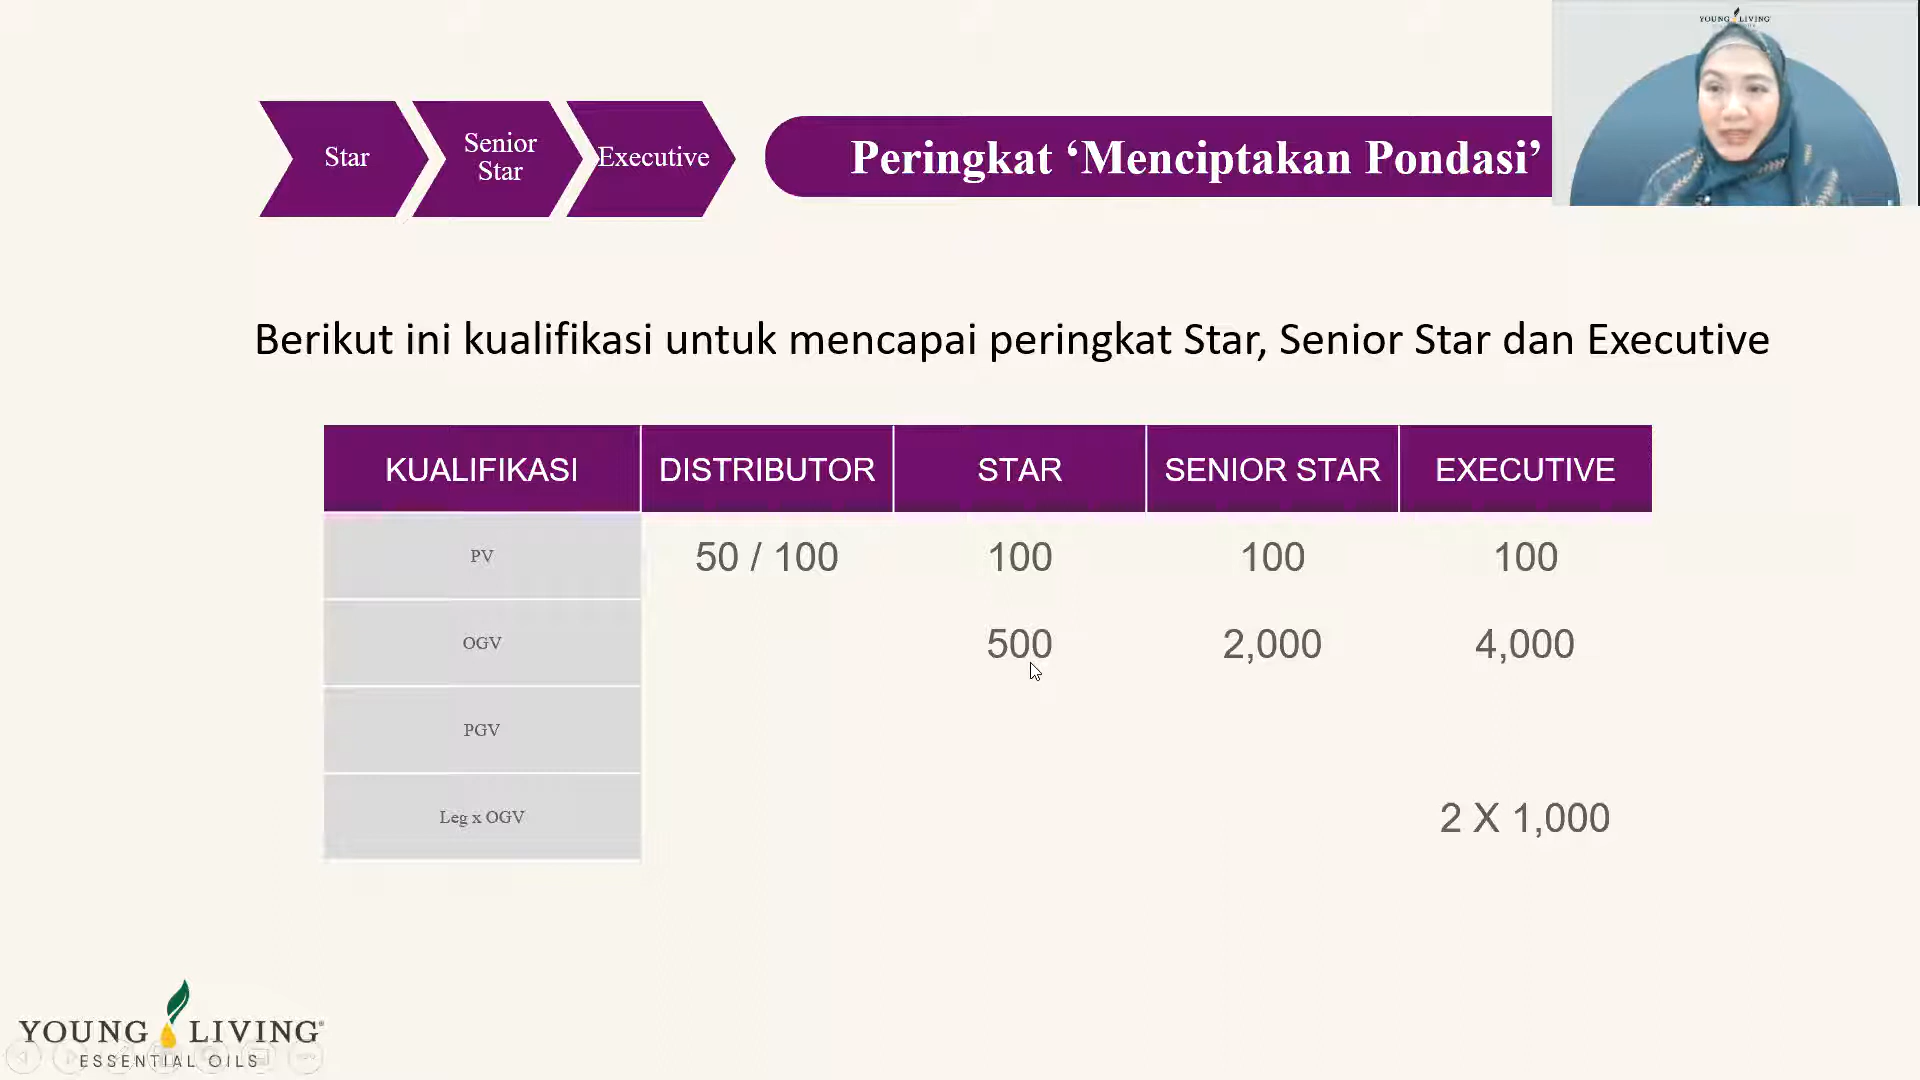 YOUNG LIVING
Star
Senior
Star
Executive
Peringkat ‘Menciptakan Pondasi’
Berikut ini kualifikasi untuk mencapai peringkat Star, Senior Star dan Executive
KUALIFIKASI DISTRIBUTOR STAR SENIOR STAR EXECUTIVE
PV 50 / 100 100 100 100
OGV 500 2,000 4,000
PGV
Leg x OGV 2 X 1,000
YOUNG LIVING®
ESSENTIAL OILS